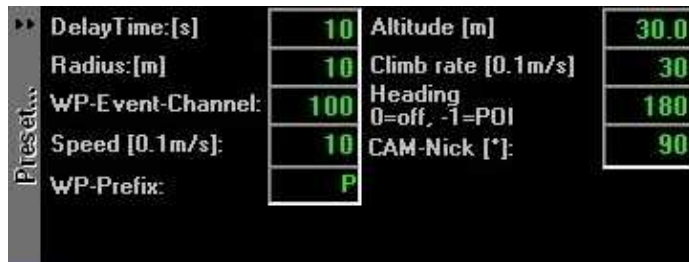 Preset...
DelayTime:[s] 10
Radius:[m] 10
WP-Event-Channel: 100
Speed [0.1m/s]: 10
WP-Prefix: P
Altitude [m] 30.0
Climb rate [0.1m/s] 30
Heading
0=off, -1=POI 180
CAM-Nick [°]: 90